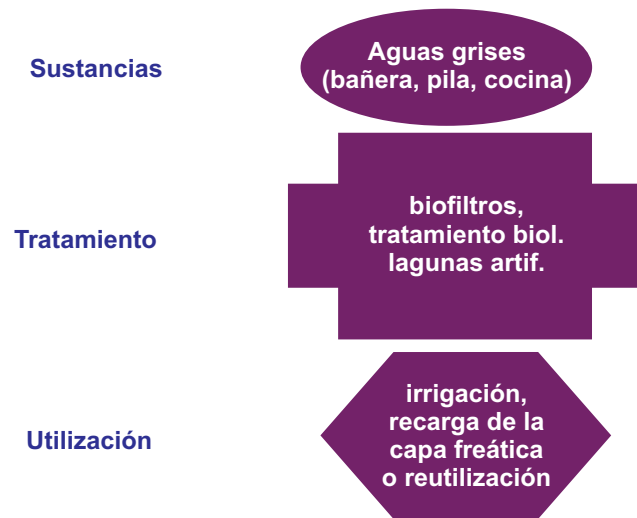 Sustancias
Aguas grises
(bañera, pila, cocina)
Tratamiento
biofiltros,
tratamiento biol.
lagunas artif.
Utilización
irrigación,
recarga de la
capa freática
o reutilización